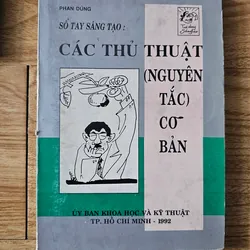 PHAN DŨNG
SỔ TAY SÁNG TẠO :
CÁC THỦ THUẬT
(NGUYÊN
TẮC)
CƠ
BẢN
ỦY BAN KHOA HỌC VÀ KỸ THUẬT
TP. HỒ CHÍ MINH - 1992